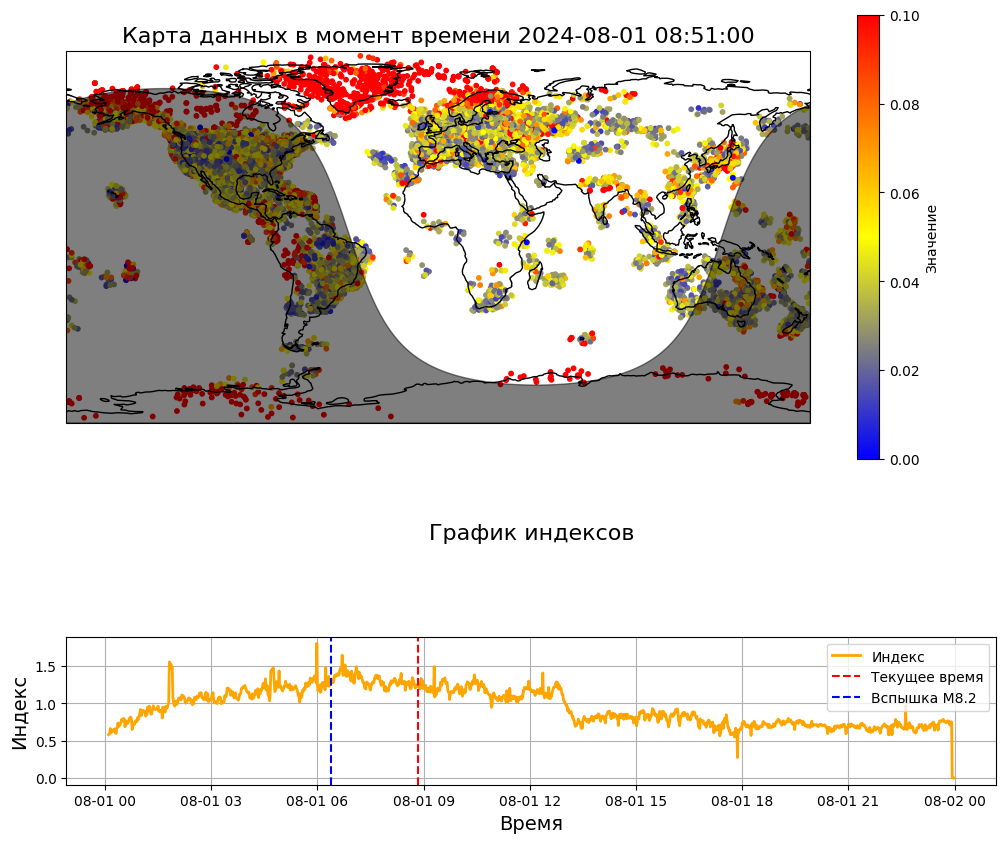 Карта данных в момент времени 2024-08-01 08:51:00
0.10
0.08
0.06
0.04
0.02
0.00
Значение
График индексов
Индекс
1.5
1.0
0.5
0.0
Индекс
Текущее время
Вспышка M8.2
08-01 00
08-01 03
08-01 06
08-01 09
08-01 12
08-01 15
08-01 18
08-01 21
08-02 00
Время